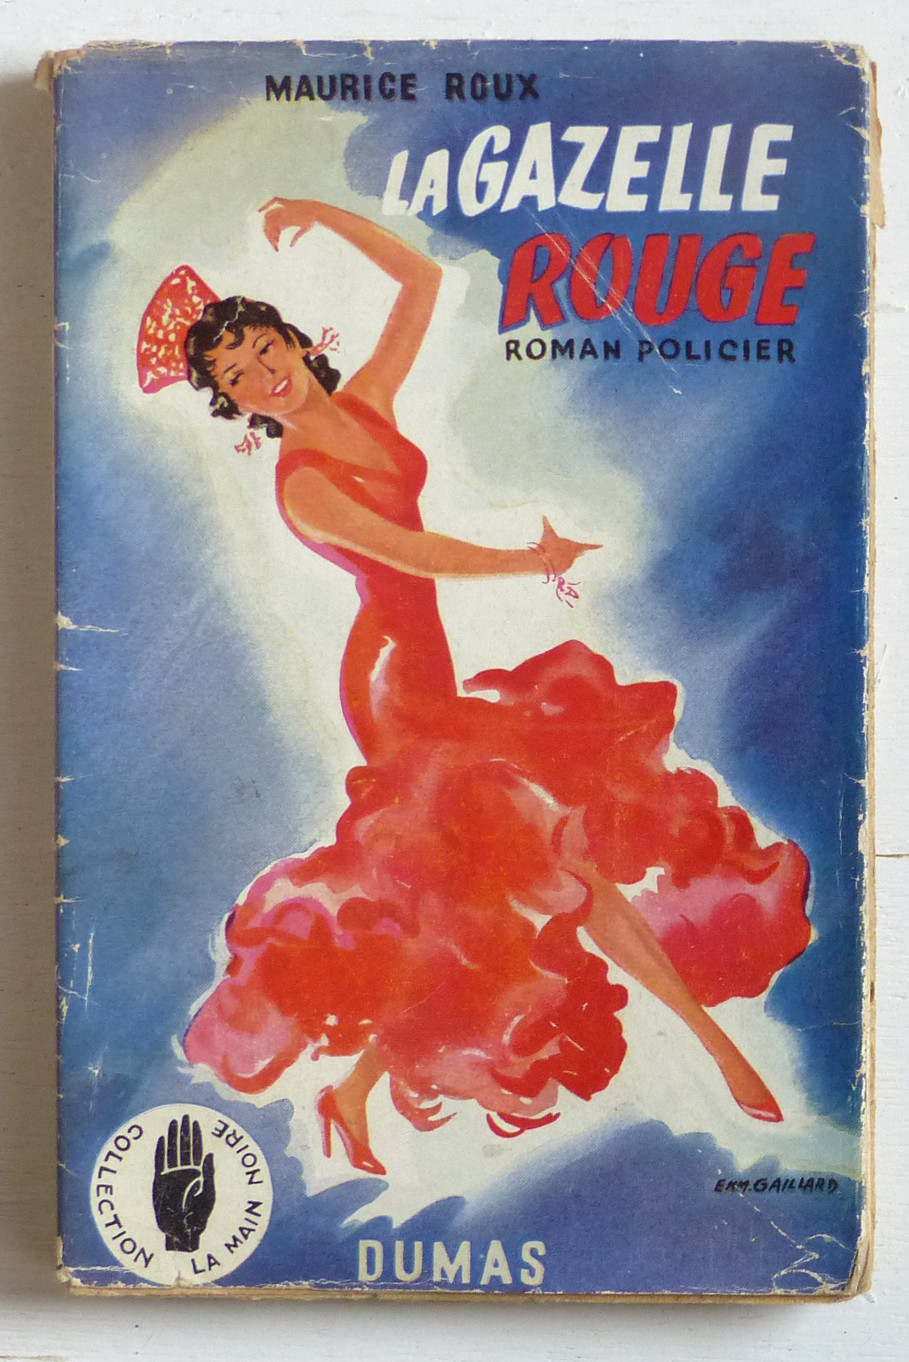 MAURICE ROUX
LA GAZELLE
ROUGE
ROMAN POLICIER
COLLECTION LA MAIN NOIRE
EMM. GAILLARD
DUMAS